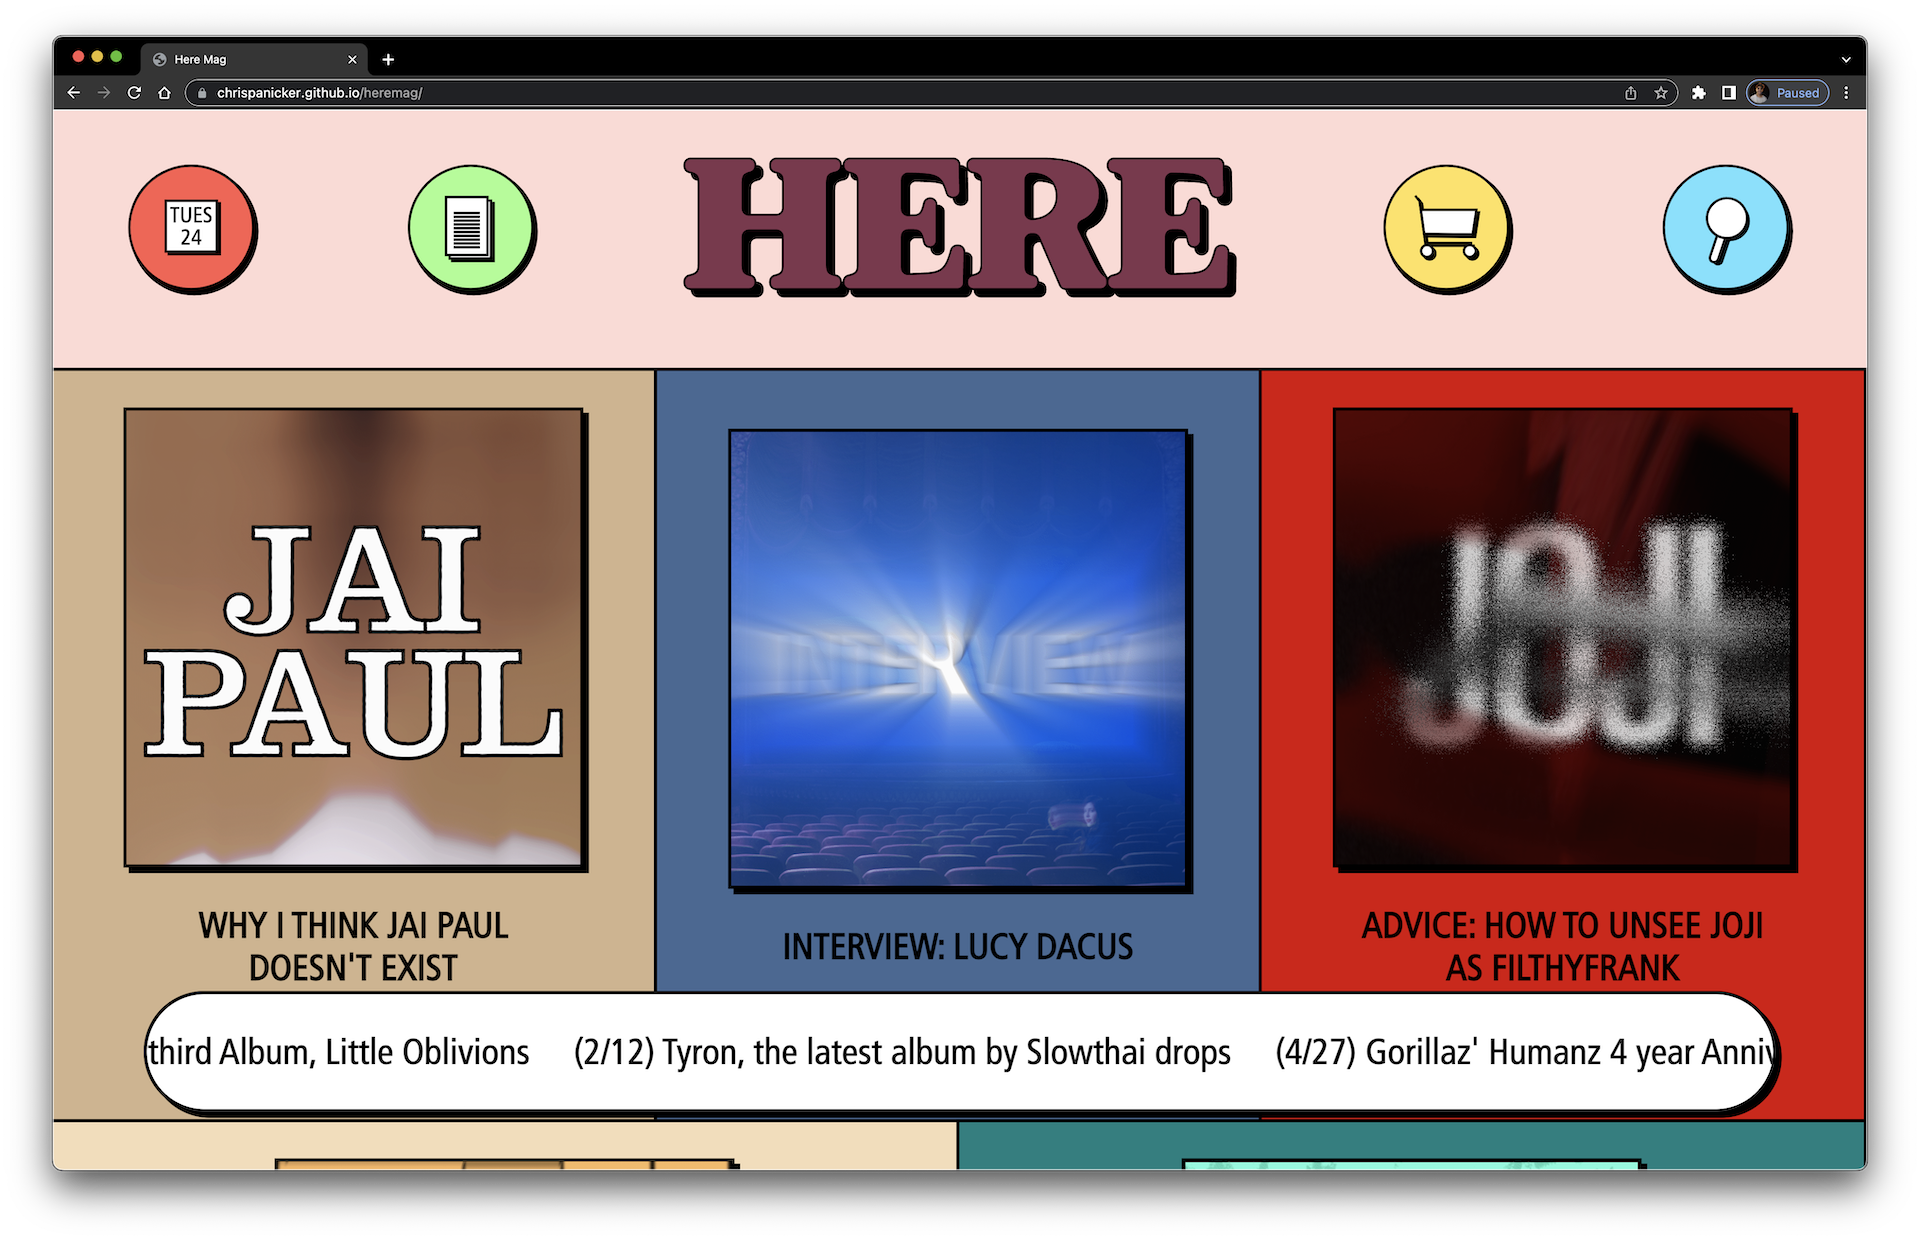 Here Mag
chrispanicker.github.io/heremag/
Paused
TUES
24
HERE
JAI
PAUL
INTERVIEW
JOJI
JOJI
WHY I THINK JAI PAUL
DOESN'T EXIST
INTERVIEW: LUCY DACUS
ADVICE: HOW TO UNSEE JOJI
AS FILTHYFRANK
third Album, Little Oblivions (2/12) Tyron, the latest album by Slowthai drops (4/27) Gorillaz' Humanz 4 year Anniv